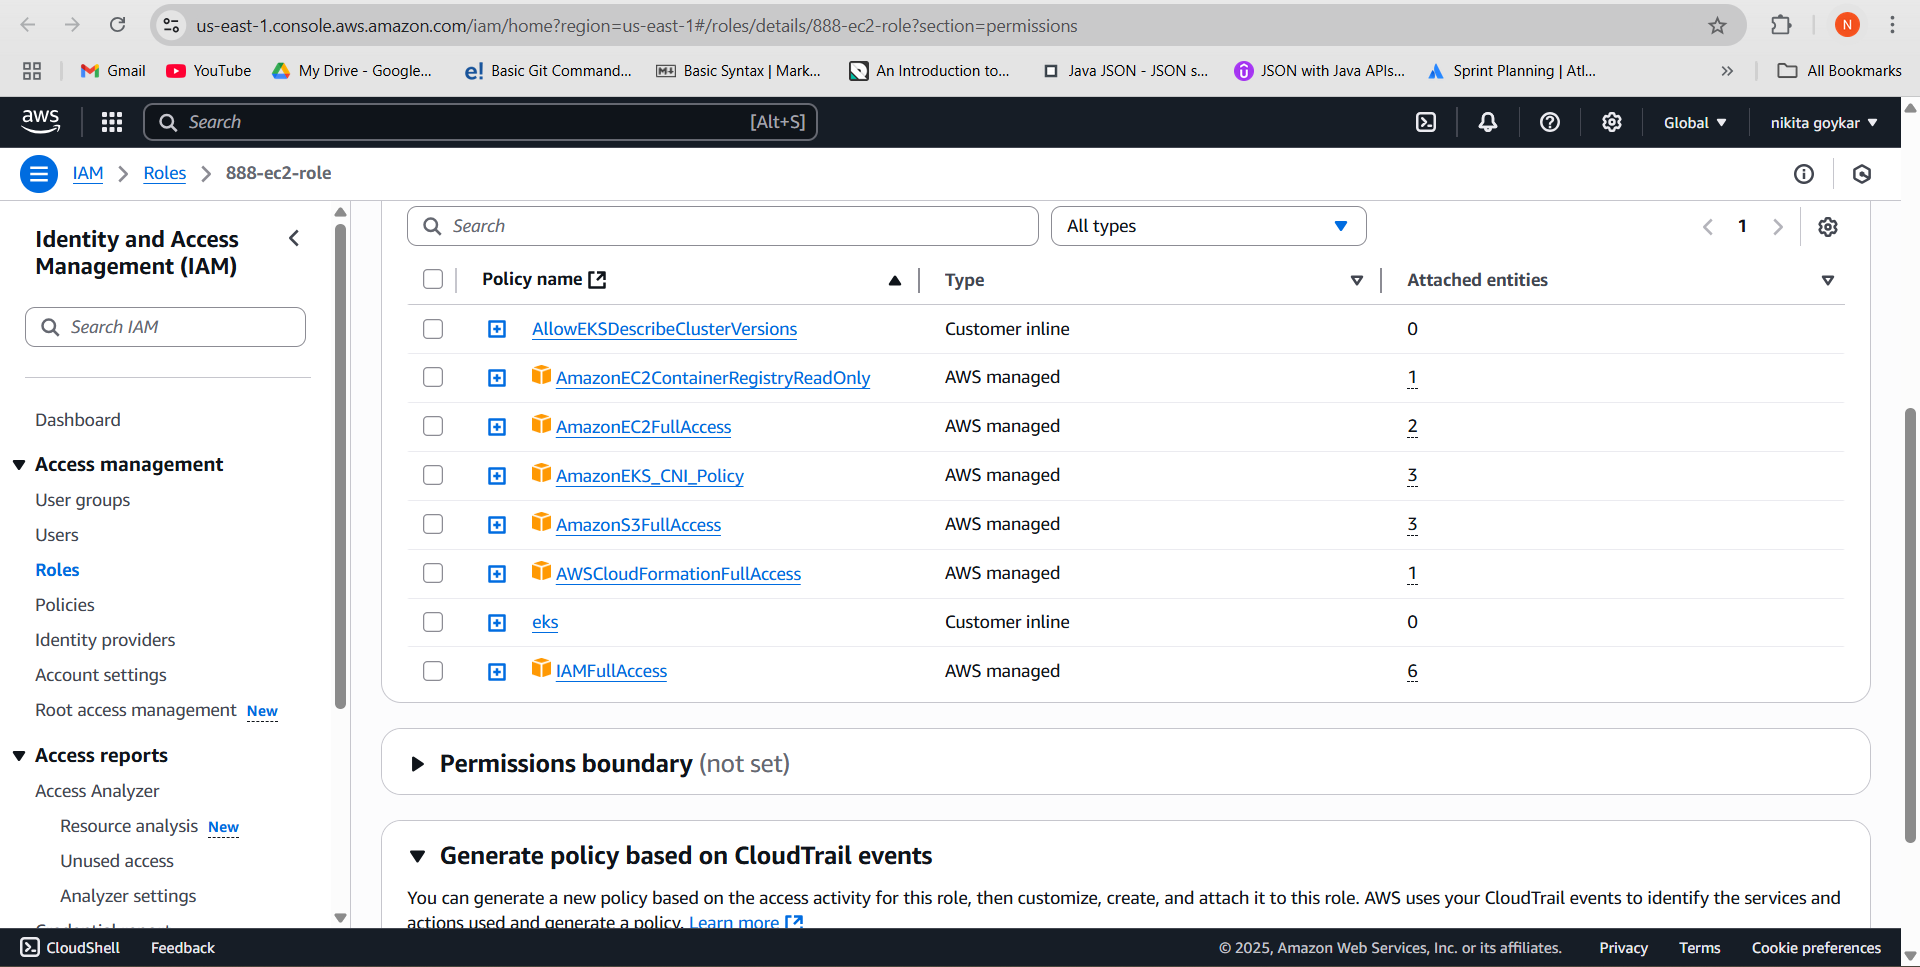 us-east-1.console.aws.amazon.com/iam/home?region=us-east-1#/roles/details/888-ec2-role?section=permissions
N
Gmail
YouTube
My Drive - Google...
e! Basic Git Command...
M Basic Syntax | Mark...
An Introduction to...
Java JSON - JSON s...
JSON with Java APIs...
Sprint Planning | Atl...
All Bookmarks
aws
Search
[Alt+S]
Global
nikita goykar
IAM
Roles
888-ec2-role
Identity and Access
Management (IAM)
Search IAM
Dashboard
Access management
User groups
Users
Roles
Policies
Identity providers
Account settings
Root access management New
Access reports
Access Analyzer
Resource analysis New
Unused access
Analyzer settings
Search
All types
1
Policy name Type Attached entities
AllowEKSDescribeClusterVersions Customer inline 0
AmazonEC2ContainerRegistryReadOnly AWS managed 1
AmazonEC2FullAccess AWS managed 2
AmazonEKS_CNI_Policy AWS managed 3
AmazonS3FullAccess AWS managed 3
AWSCloudFormationFullAccess AWS managed 1
eks Customer inline 0
IAMFullAccess AWS managed 6
Permissions boundary (not set)
Generate policy based on CloudTrail events
You can generate a new policy based on the access activity for this role, then customize, create, and attach it to this role. AWS uses your CloudTrail events to identify the services and
actions used and generate a policy. Learn more
CloudShell
Feedback
© 2025, Amazon Web Services, Inc. or its affiliates.
Privacy
Terms
Cookie preferences